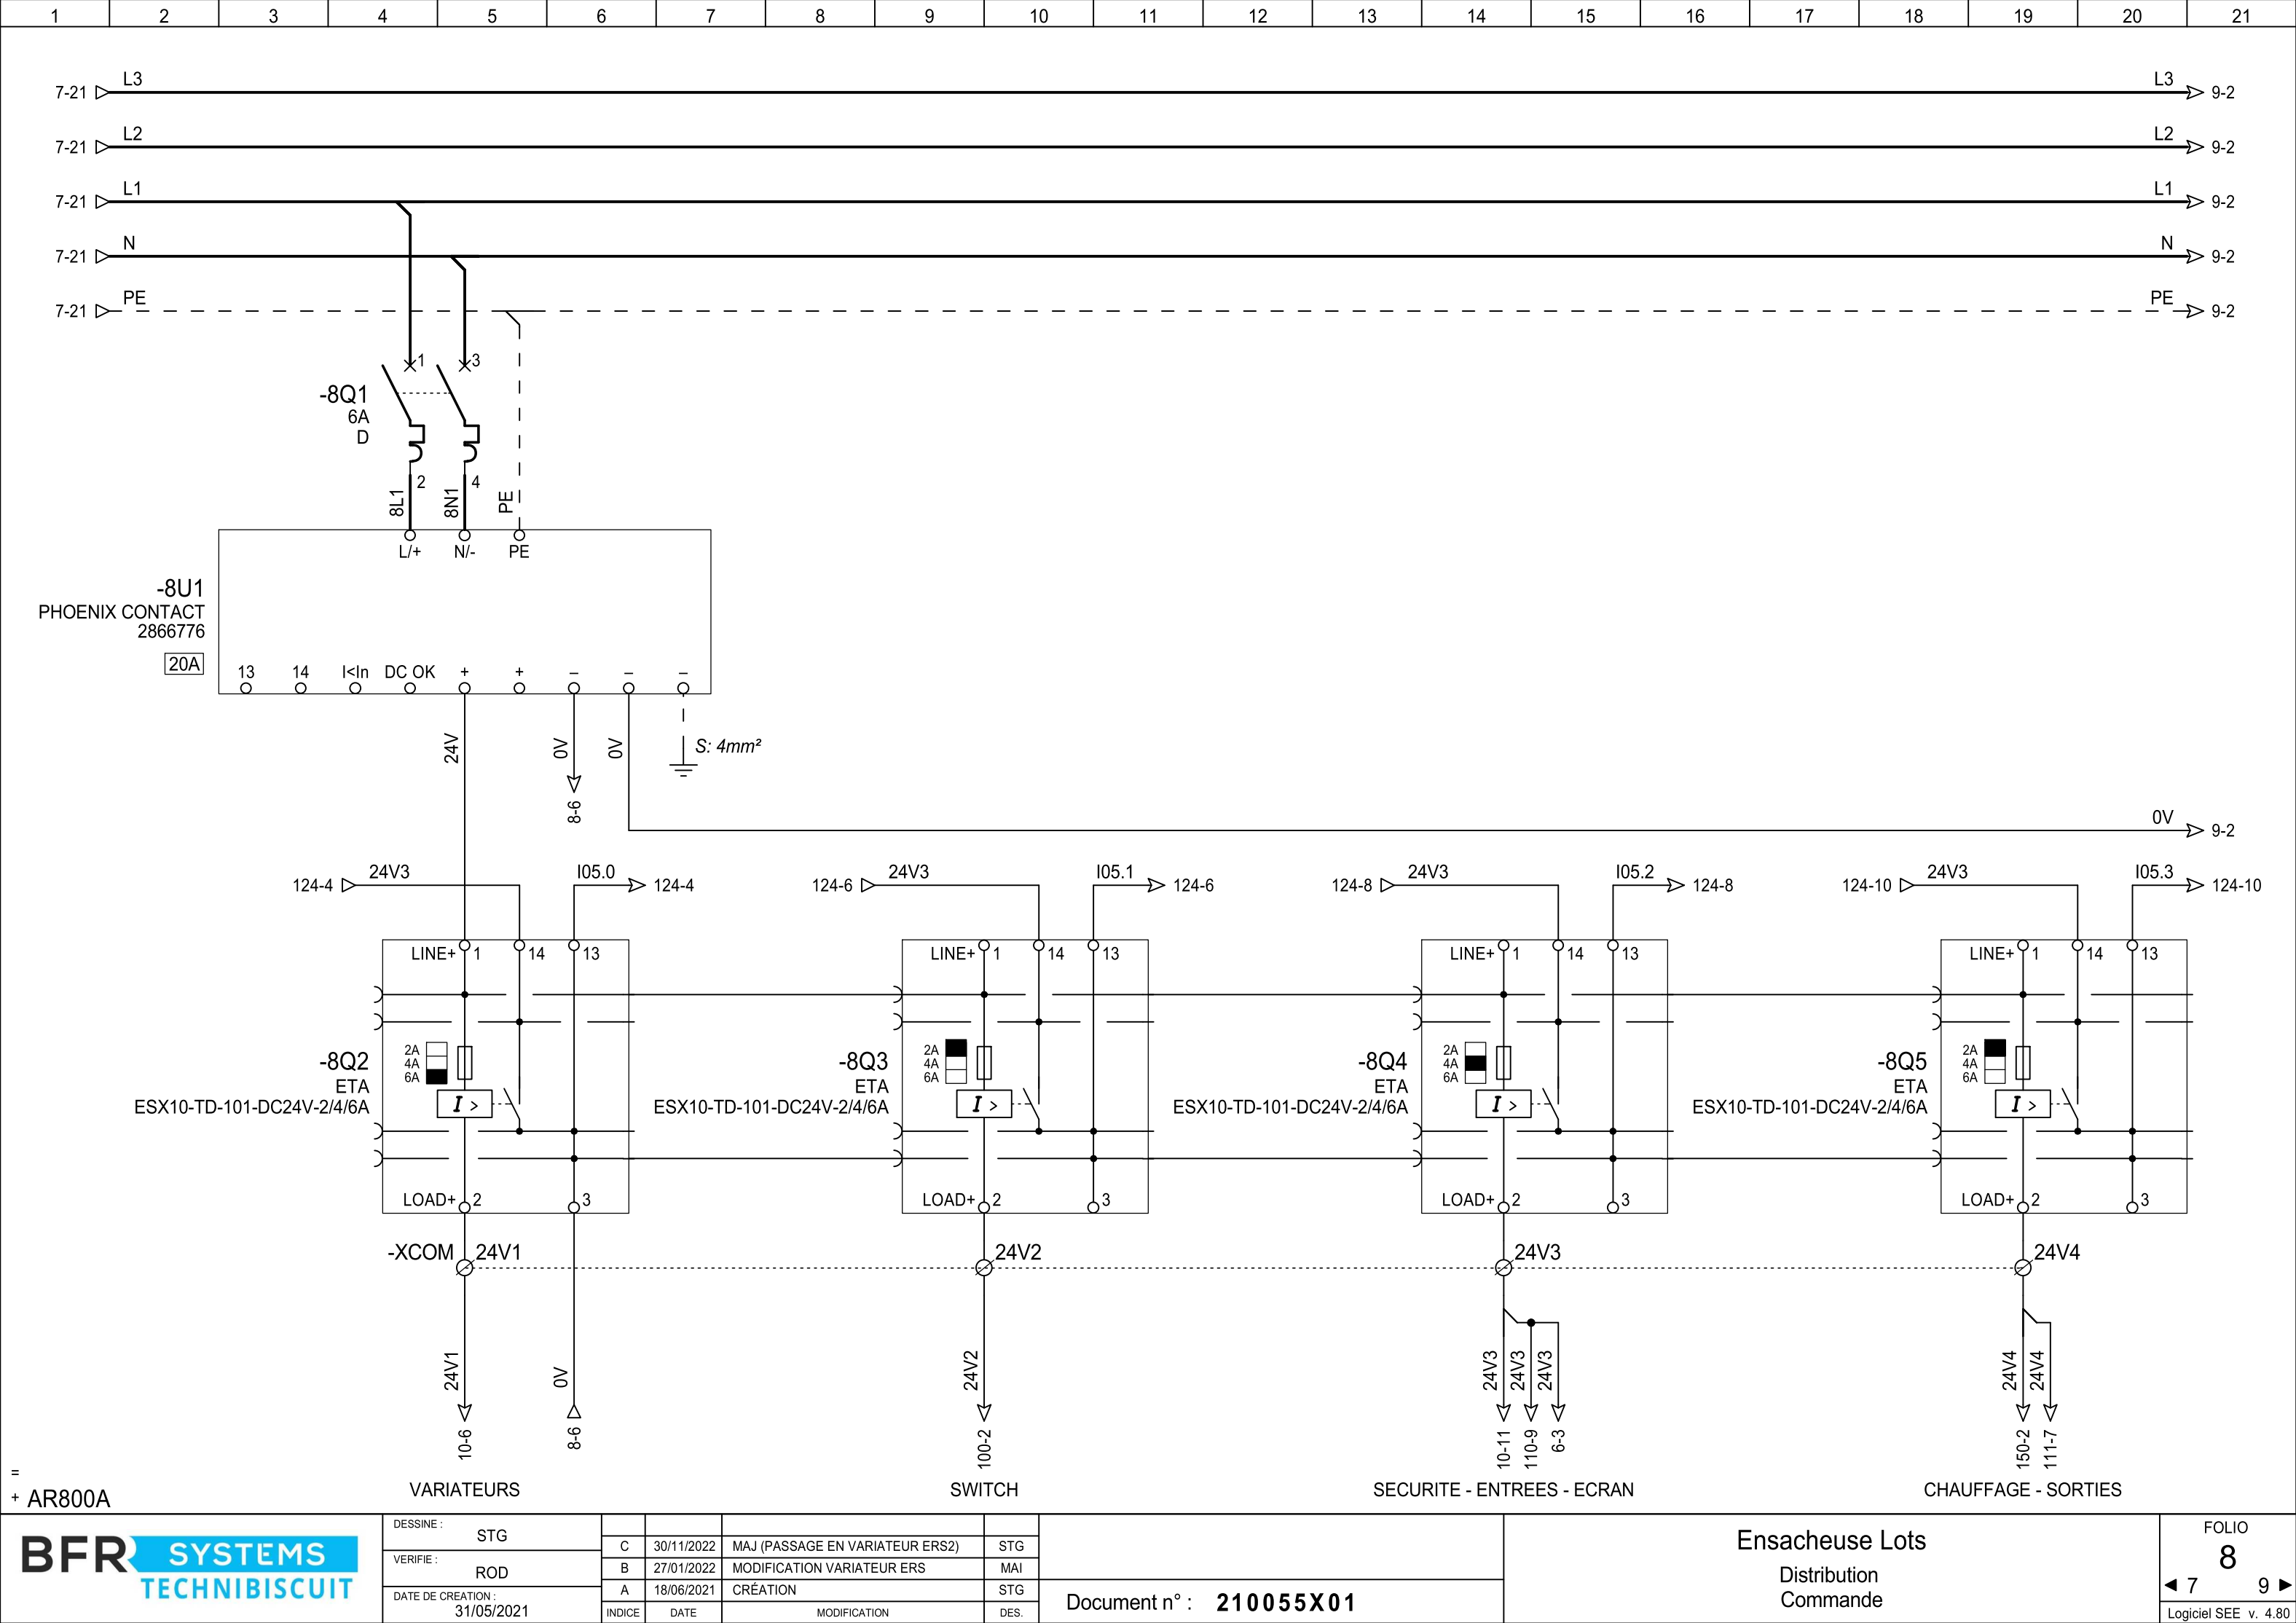 1 2 3 4 5 6 7 8 9 10 11 12 13 14 15 16 17 18 19 20 21
7-21 L3 L3 9-2
7-21 L2 L2 9-2
7-21 L1 L1 9-2
7-21 N N 9-2
7-21 PE PE 9-2
1 3
-8Q1
6A
D
2 4
8L1 8N1 PE
L/+ N/- PE
-8U1
PHOENIX CONTACT
2866776
20A
13 14 I<In DC OK + + – – –
24V 0V 0V S: 4mm²
8-6
0V 9-2
124-4 24V3 I05.0 124-4 124-6 24V3 I05.1 124-6 124-8 24V3 I05.2 124-8 124-10 24V3 I05.3 124-10
LINE+ 1 14 13 LINE+ 1 14 13 LINE+ 1 14 13 LINE+ 1 14 13
2A 2A 2A 2A
-8Q2 4A -8Q3 4A -8Q4 4A -8Q5 4A
6A 6A 6A 6A
ETA ETA ETA ETA
ESX10-TD-101-DC24V-2/4/6A I > ESX10-TD-101-DC24V-2/4/6A I > ESX10-TD-101-DC24V-2/4/6A I > ESX10-TD-101-DC24V-2/4/6A I >
LOAD+ 2 3 LOAD+ 2 3 LOAD+ 2 3 LOAD+ 2 3
-XCOM 24V1 24V2 24V3 24V4
24V1 0V 24V2 24V3 24V3 24V3 24V4 24V4
10-6 8-6 100-2 10-11 110-9 6-3 150-2 111-7
=
+ AR800A
VARIATEURS SWITCH SECURITE - ENTREES - ECRAN CHAUFFAGE - SORTIES
BFR SYSTEMS
TECHNIBISCUIT
DESSINE :
STG
VERIFIE :
ROD
DATE DE CREATION :
31/05/2021
C 30/11/2022 MAJ (PASSAGE EN VARIATEUR ERS2) STG
B 27/01/2022 MODIFICATION VARIATEUR ERS MAI
A 18/06/2021 CRÉATION STG
INDICE DATE MODIFICATION DES.
Document n° : 210055X01
Ensacheuse Lots
Distribution
Commande
FOLIO
8
7 9
Logiciel SEE v. 4.80